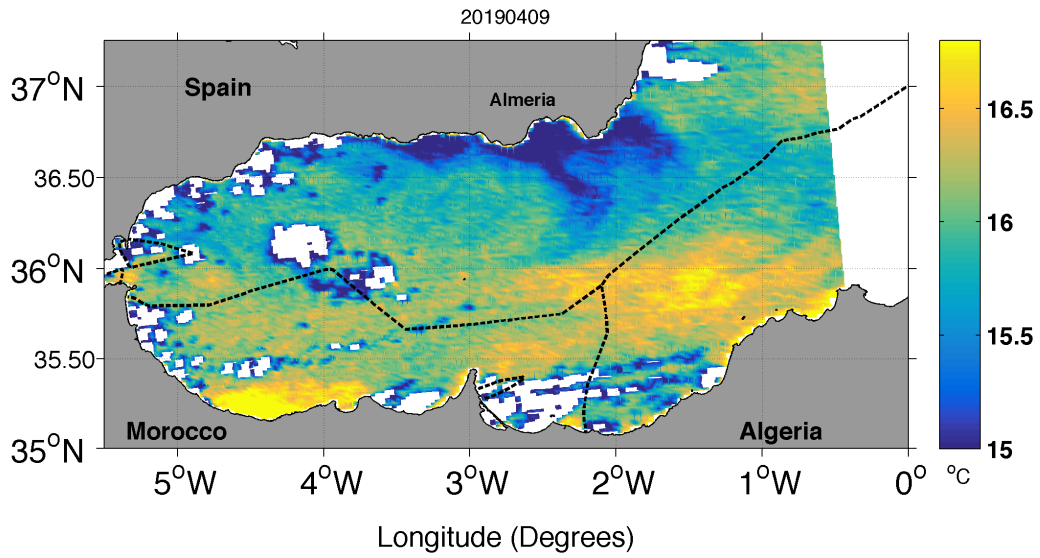 20190409
37°N
Spain
Almeria
16.5
36.50
16
36°N
15.5
35.50
Morocco
Algeria
35°N
15
5°W
4°W
3°W
2°W
1°W
0°
°C
Longitude (Degrees)